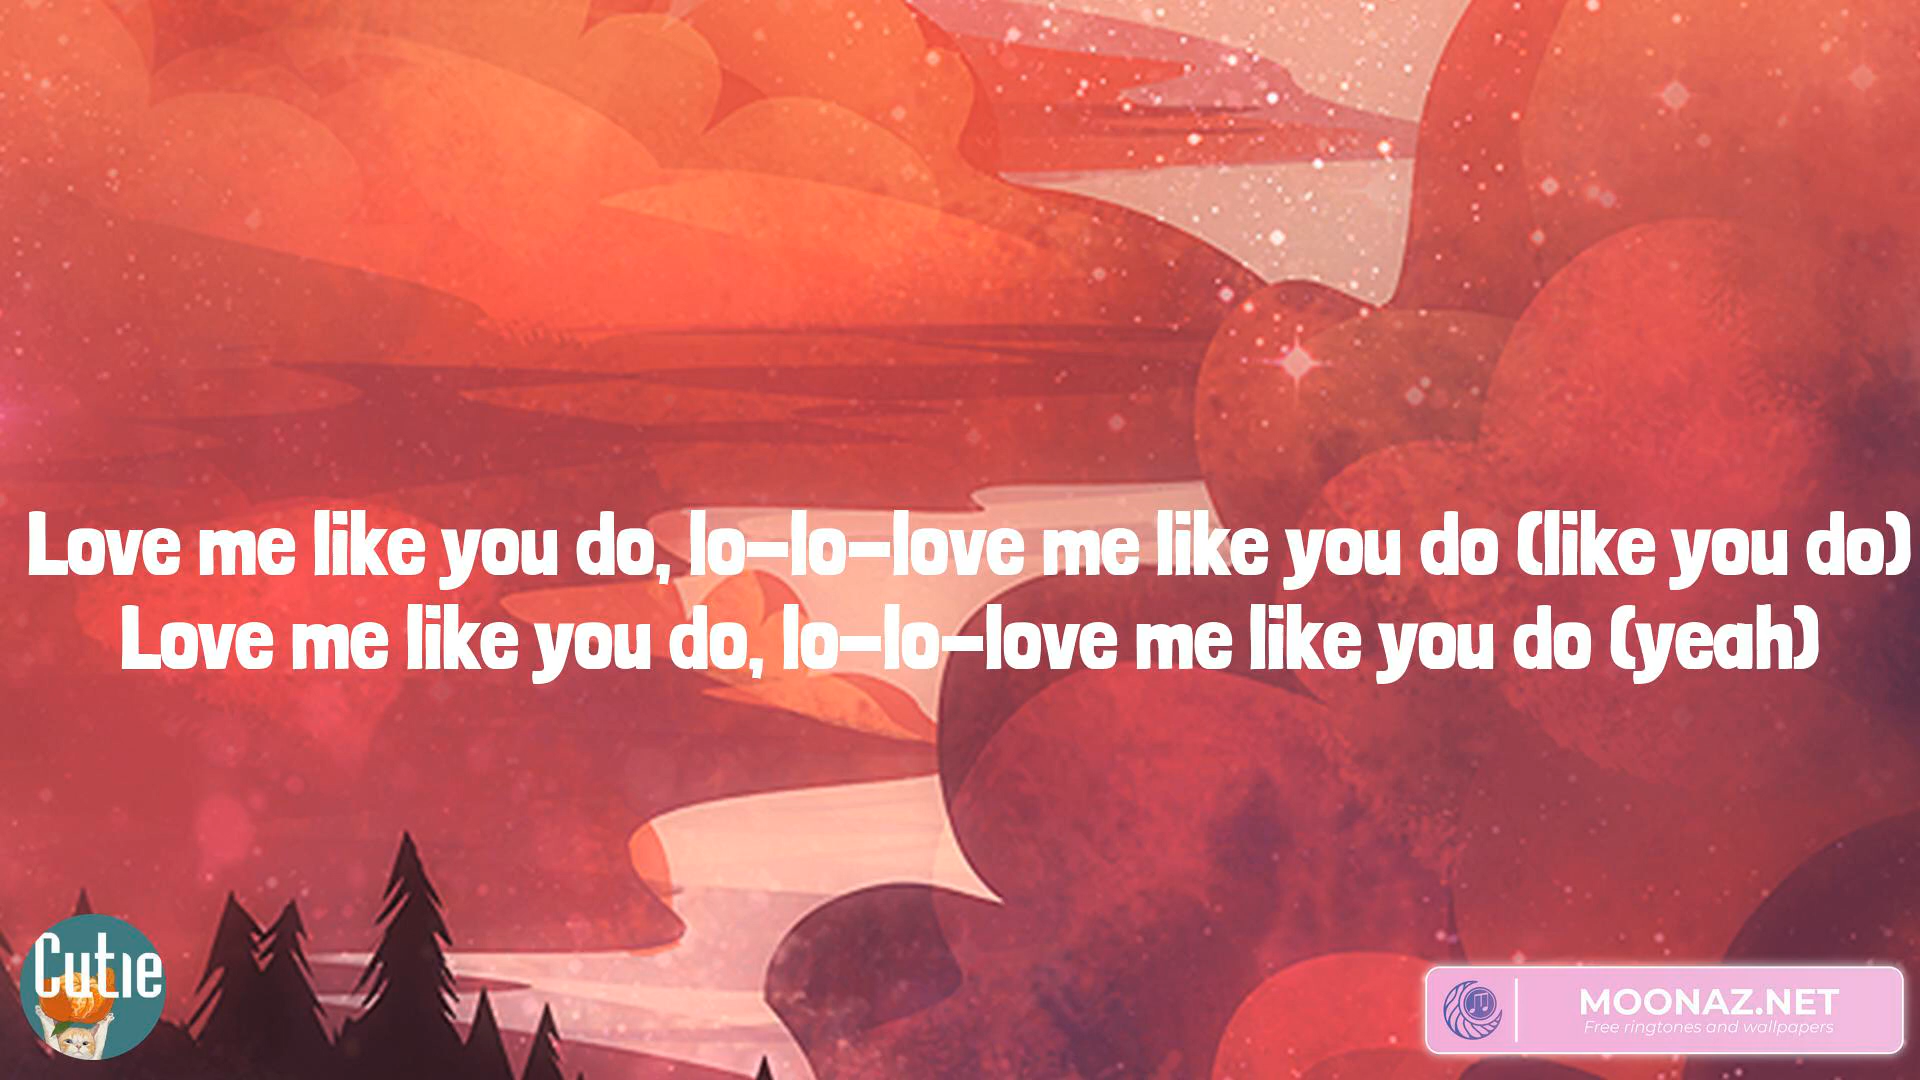 Love me like you do, lo-lo-love me like you do (like you do)
Love me like you do, lo-lo-love me like you do (yeah)
Cutie
MOONAZ.NET
Free ringtones and wallpapers